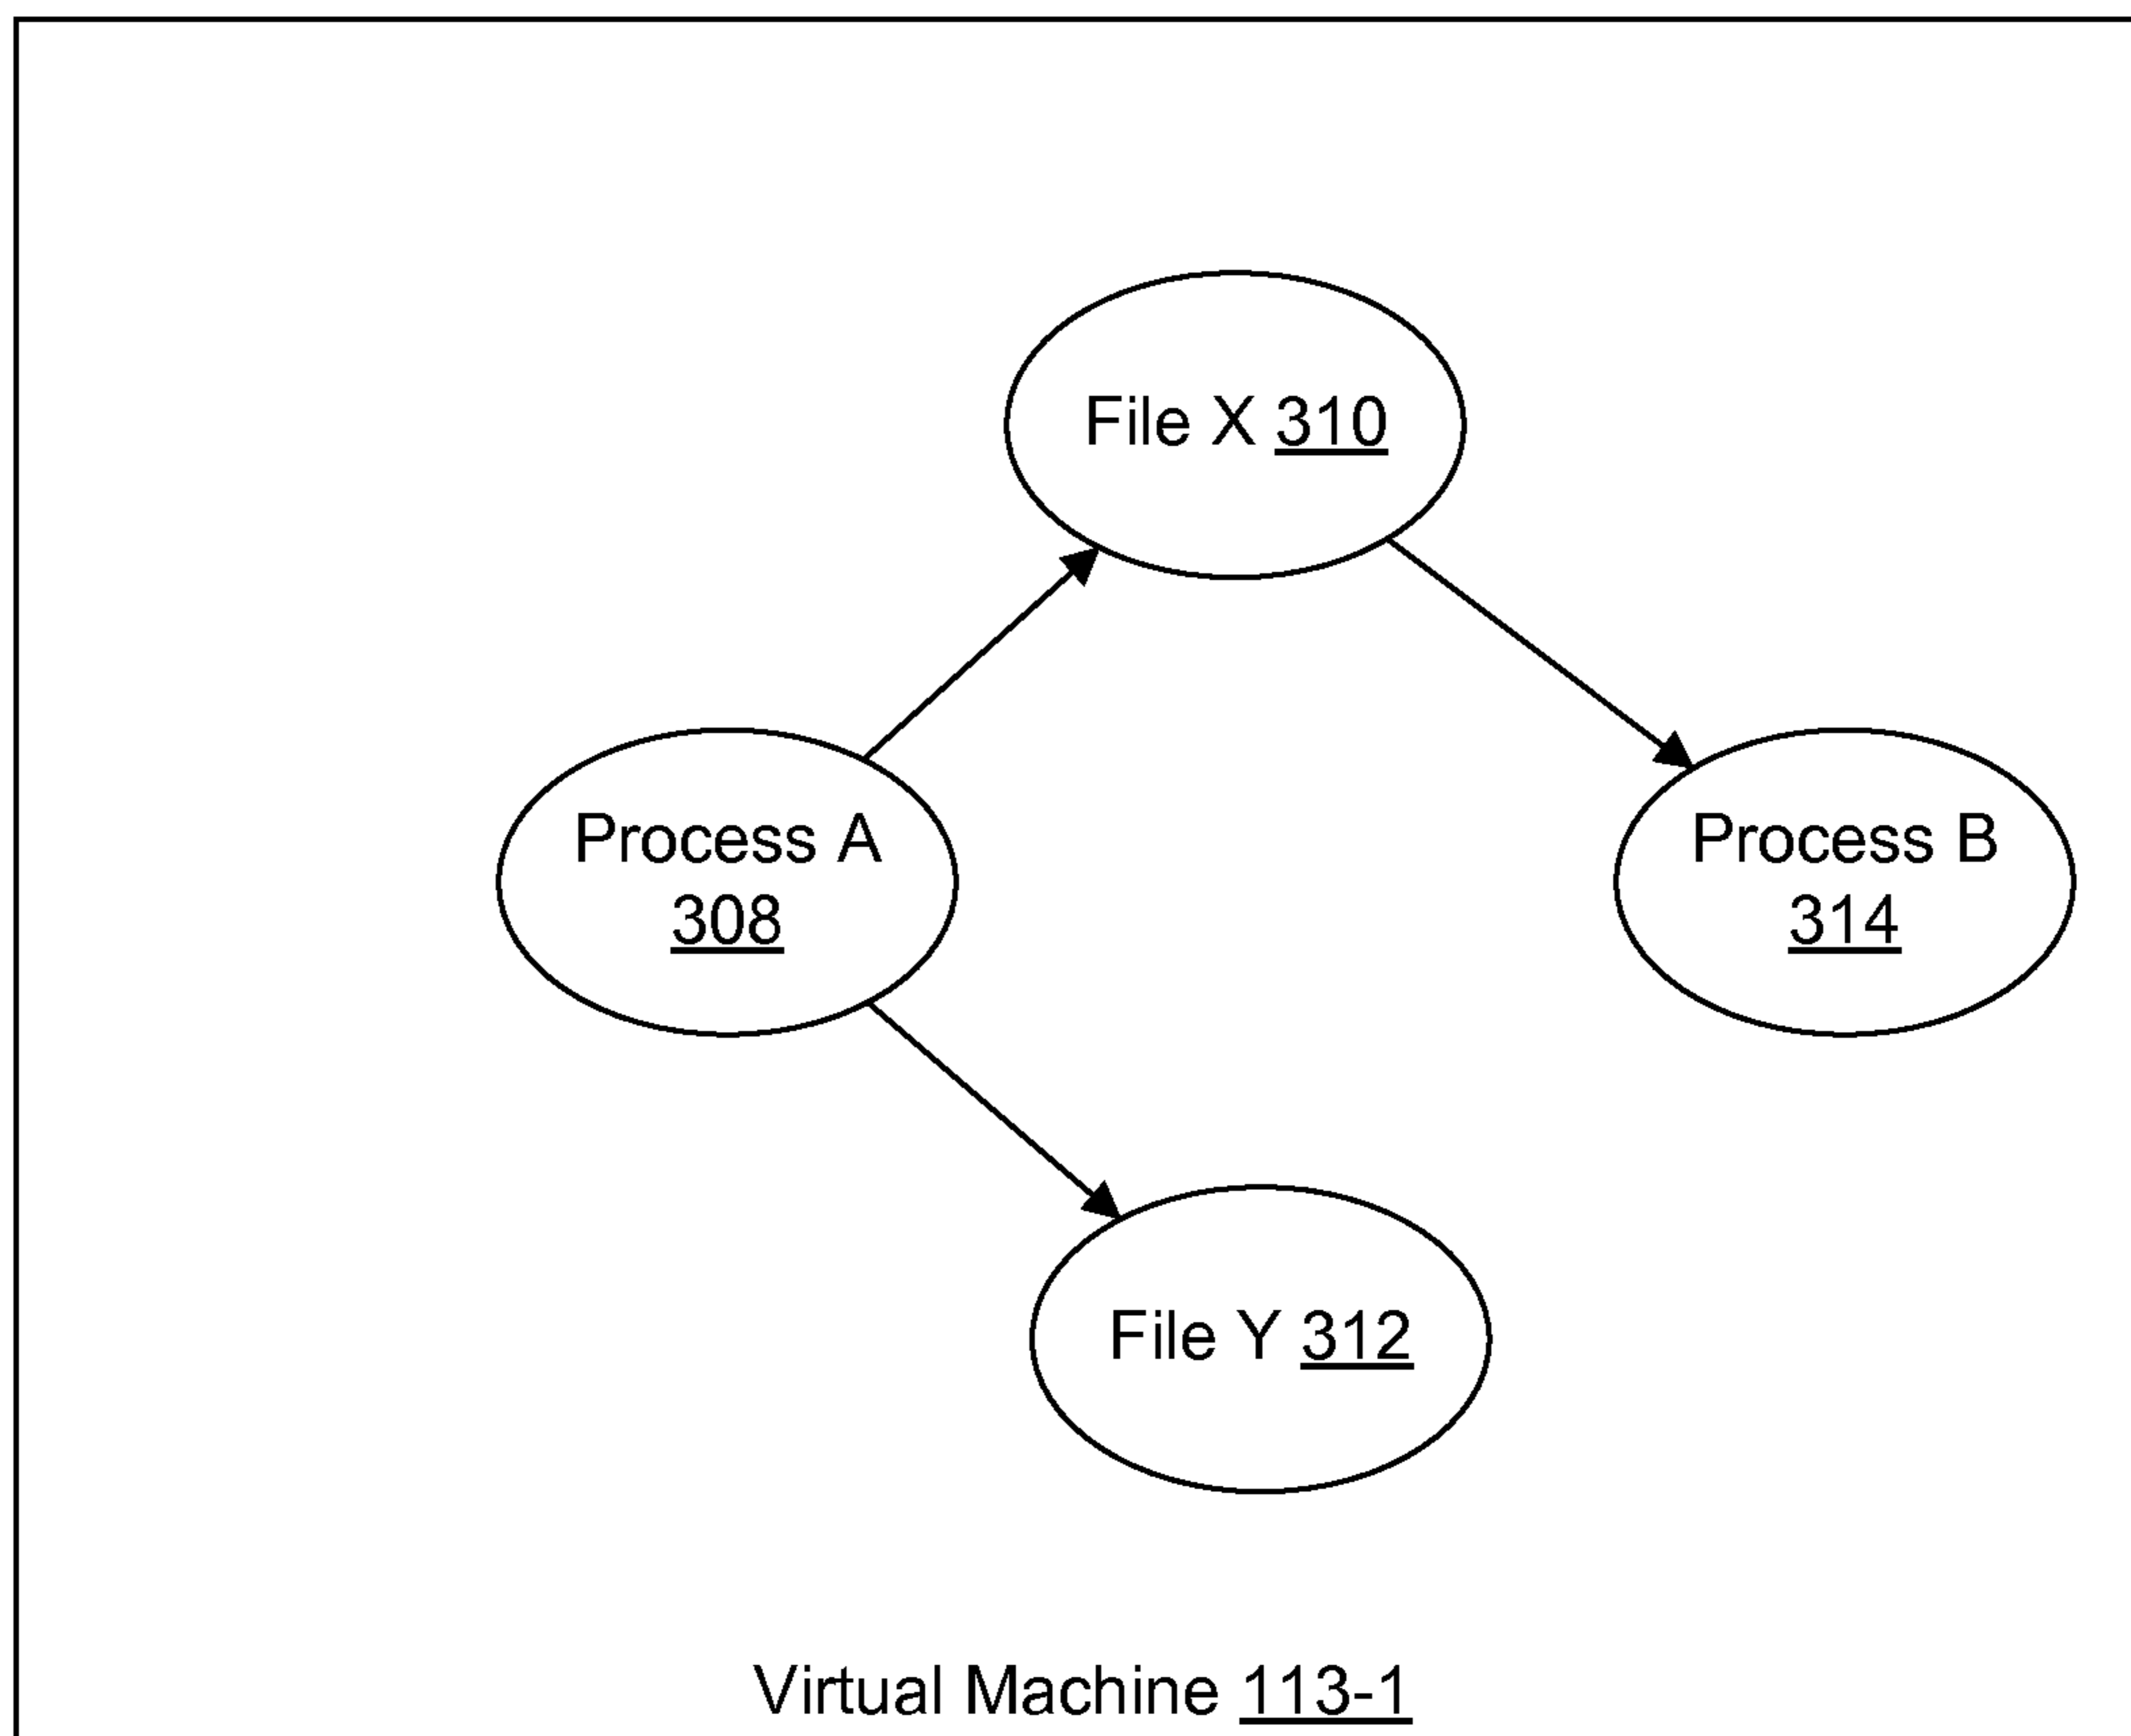 File X 310
Process A
308
Process B
314
File Y 312
Virtual Machine 113-1